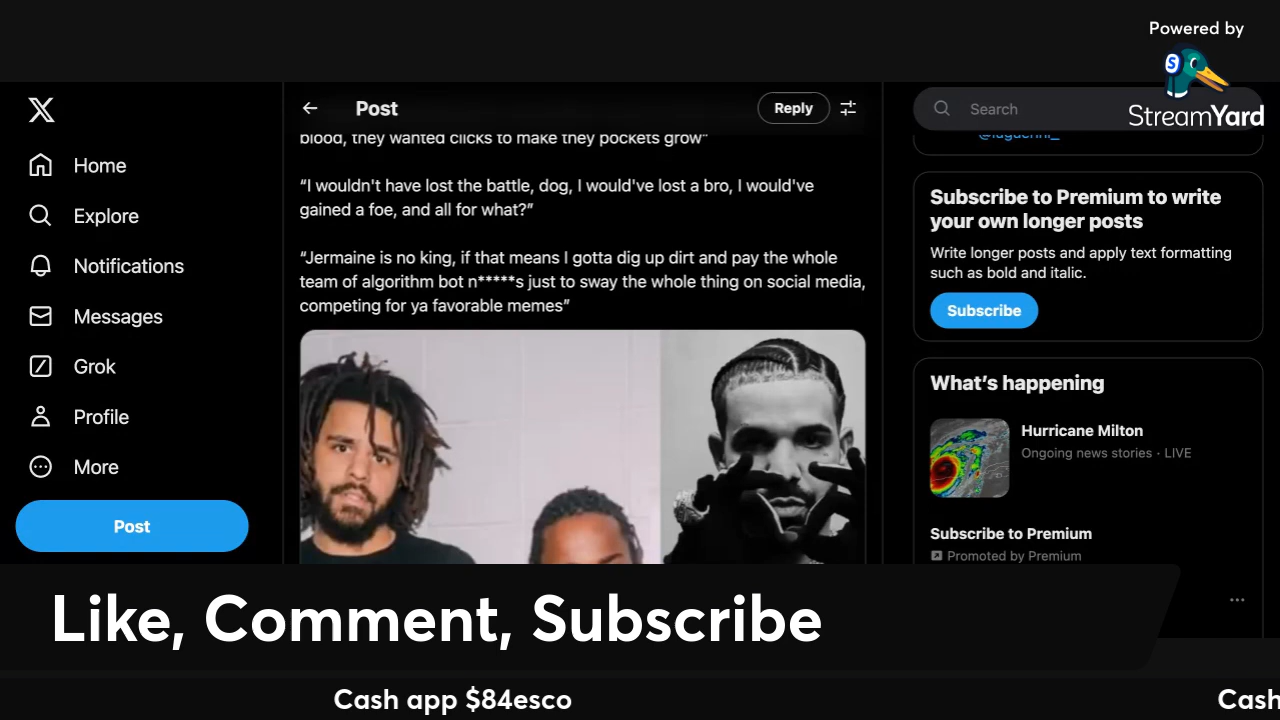 Powered by
StreamYard
Home
Explore
Notifications
Messages
Grok
Profile
More
Post
Post
Reply
blood, they wanted clicks to make they pockets grow”
“I wouldn't have lost the battle, dog, I would've lost a bro, I would've
gained a foe, and all for what?”
“Jermaine is no king, if that means I gotta dig up dirt and pay the whole
team of algorithm bot n*****s just to sway the whole thing on social media,
competing for ya favorable memes”
Search
Subscribe to Premium to write
your own longer posts
Write longer posts and apply text formatting
such as bold and italic.
Subscribe
What’s happening
Hurricane Milton
Ongoing news stories · LIVE
Subscribe to Premium
Promoted by Premium
Like, Comment, Subscribe
Cash app $84esco
Cash